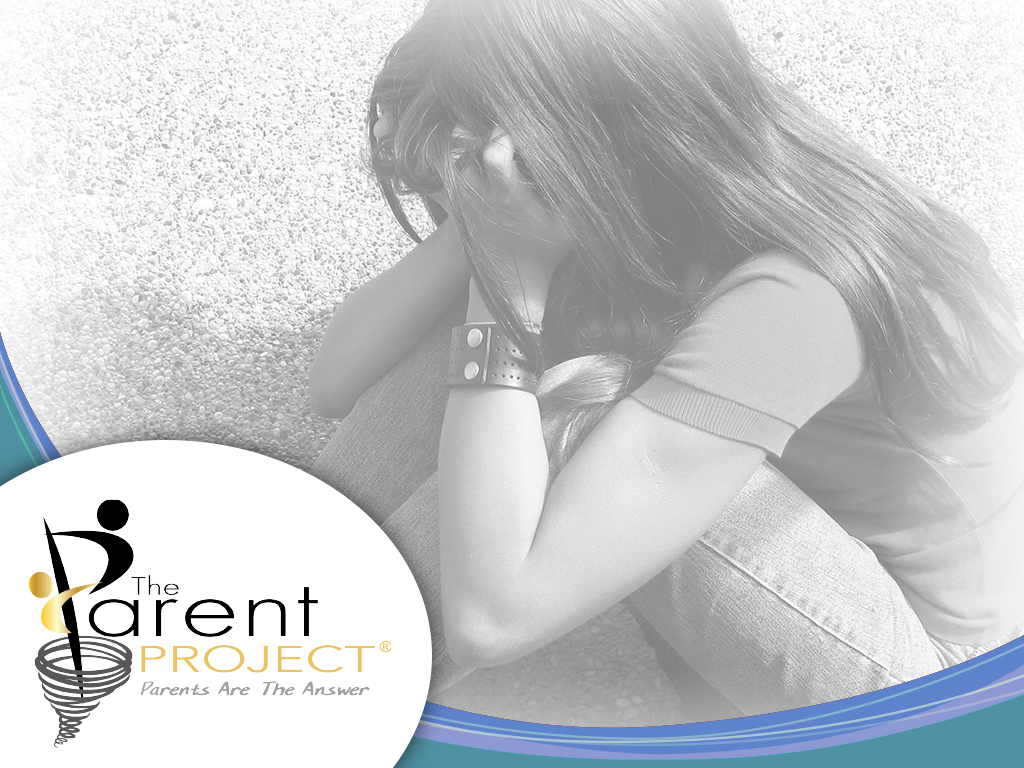 The
Parent
PROJECT®
Parents Are The Answer